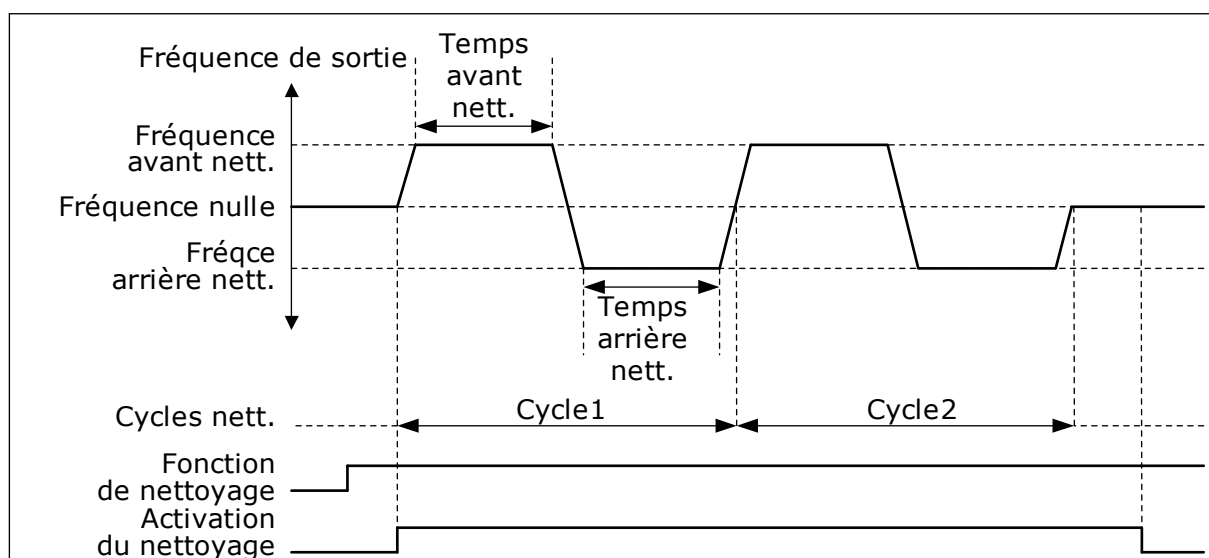 Fréquence de sortie
Temps
avant
nett.
Fréquence
avant nett.
Fréquence nulle
Fréqce
arrière nett.
Temps
arrière
nett.
Cycles nett.
Cycle1
Cycle2
Fonction
de nettoyage
Activation
du nettoyage